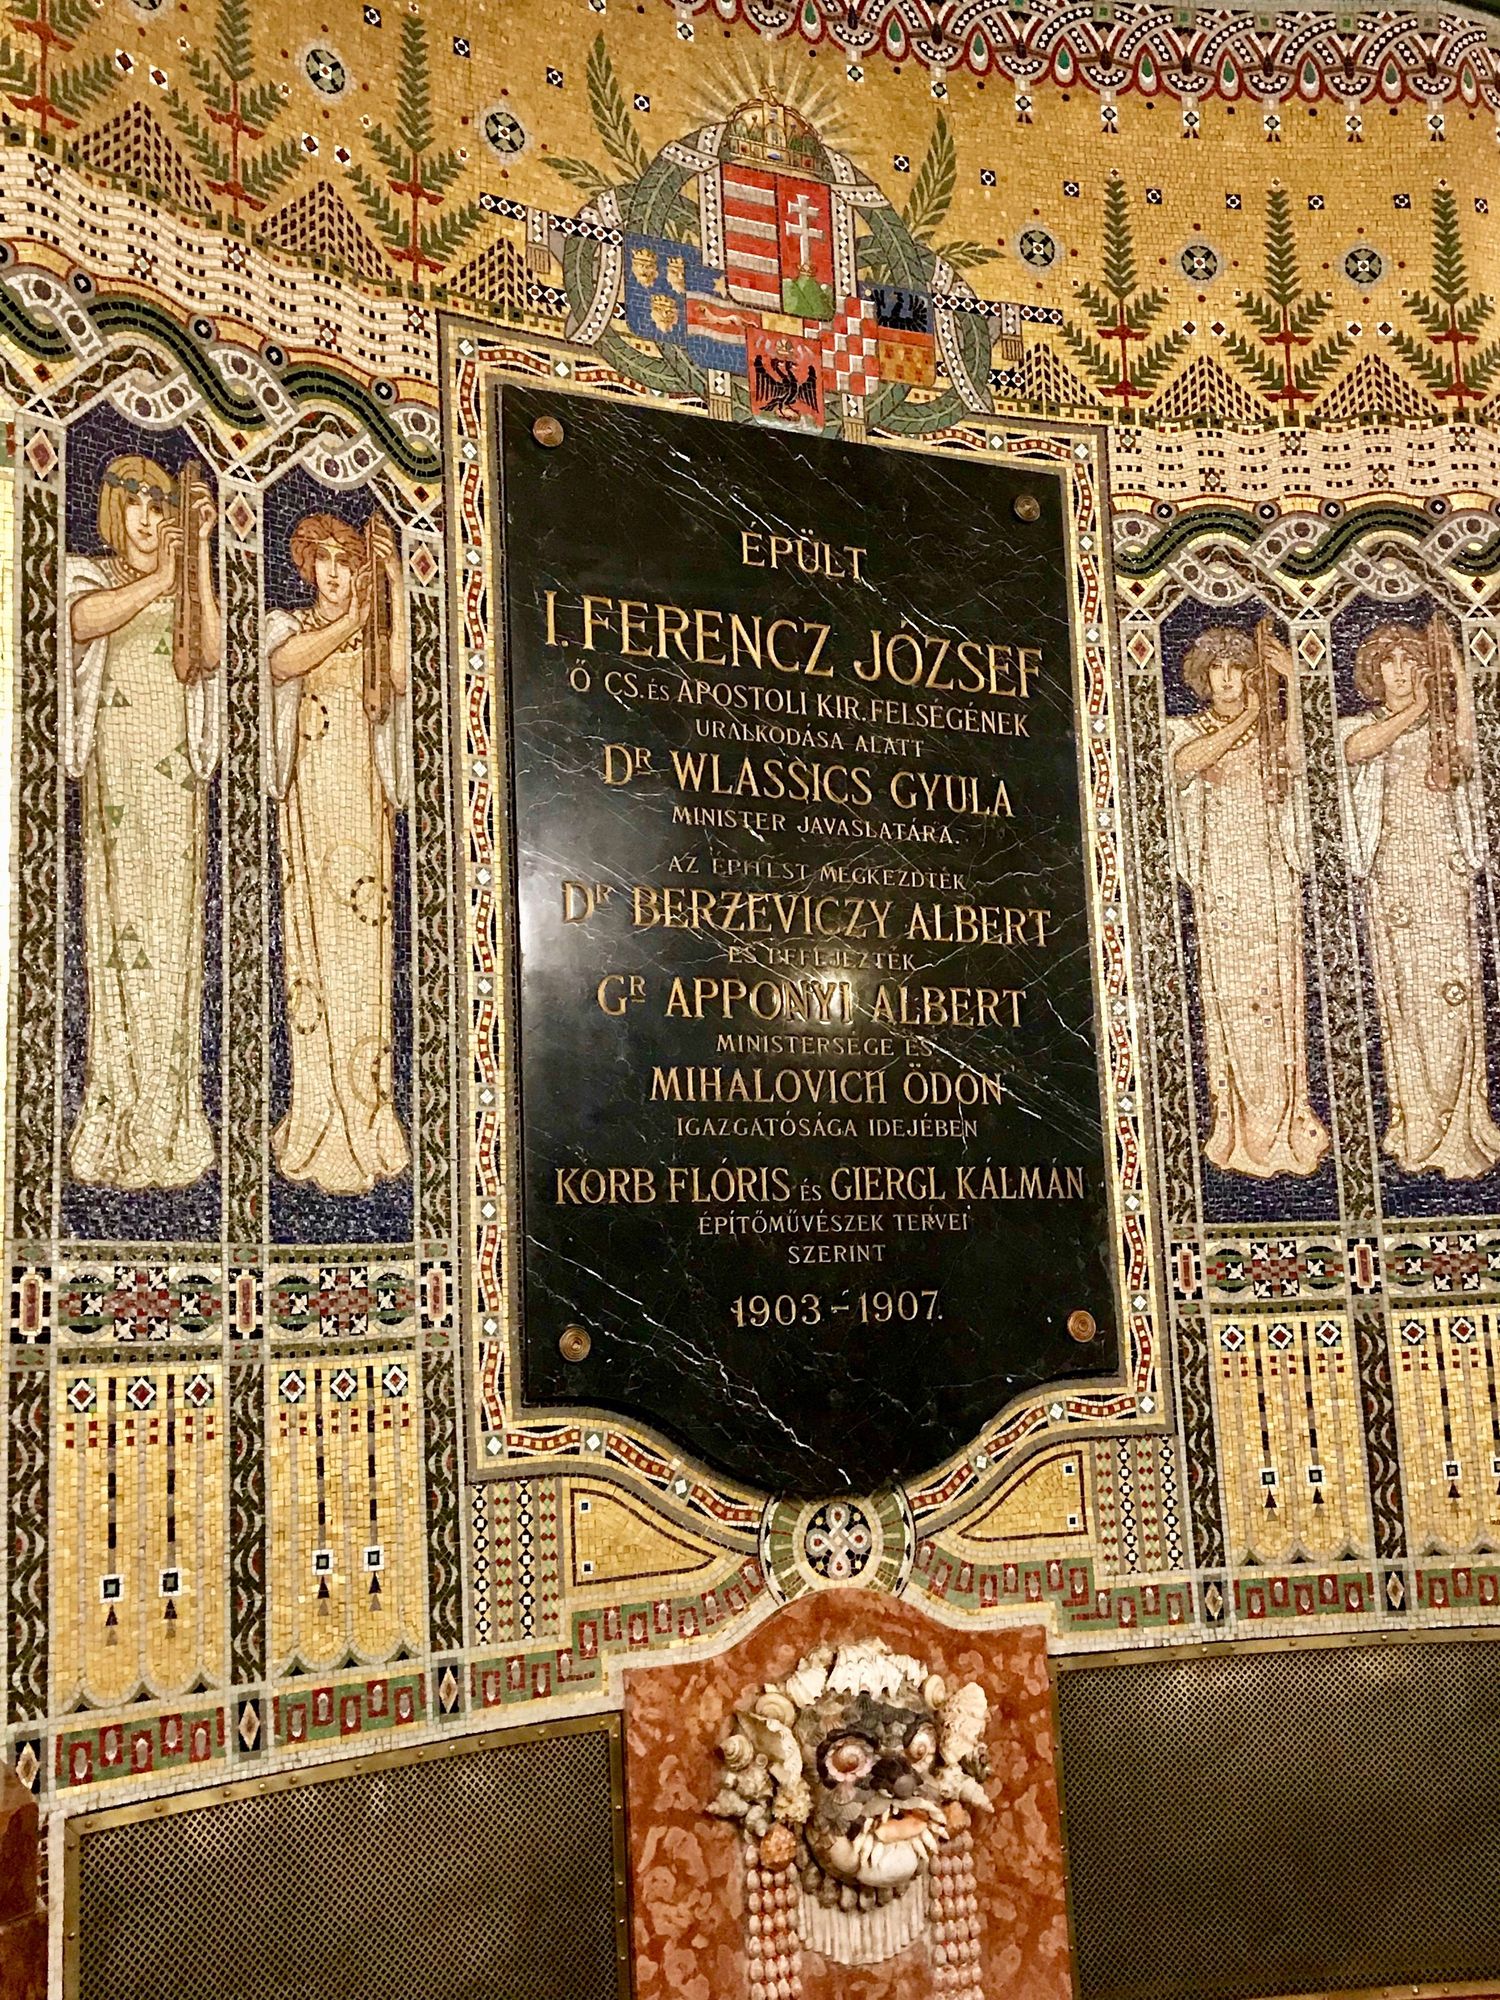 ÉPÜLT
I. FERENCZ JÓZSEF
Ő CS. ÉS APOSTOLI KIR. FELSÉGÉNEK
URALKODÁSA ALATT
DR WLASSICS GYULA
MINISTER JAVASLATÁRA.
AZ ÉPITÉST MEGKEZDTÉK
DR BERZEVICZY ALBERT
ÉS BEFEJEZTÉK
GR APPONYI ALBERT
MINISTERSÉGE ÉS
MIHALOVICH ÖDÖN
IGAZGATÓSÁGA IDEJÉBEN
KORB FLÓRIS ÉS GIERGL KÁLMÁN
ÉPÍTŐMŰVÉSZEK TERVEI
SZERINT
1903-1907.